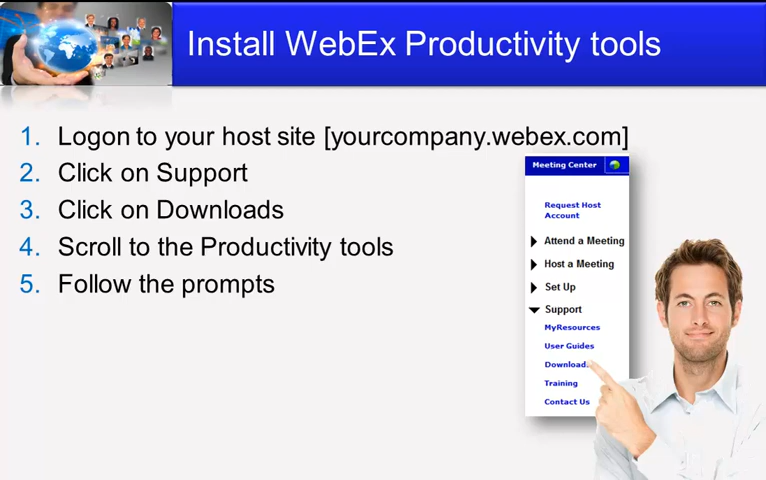 Install WebEx Productivity tools
1. Logon to your host site [yourcompany.webex.com]
2. Click on Support
3. Click on Downloads
4. Scroll to the Productivity tools
5. Follow the prompts
Meeting Center
Request Host
Account
Attend a Meeting
Host a Meeting
Set Up
Support
MyResources
User Guides
Download
Training
Contact Us